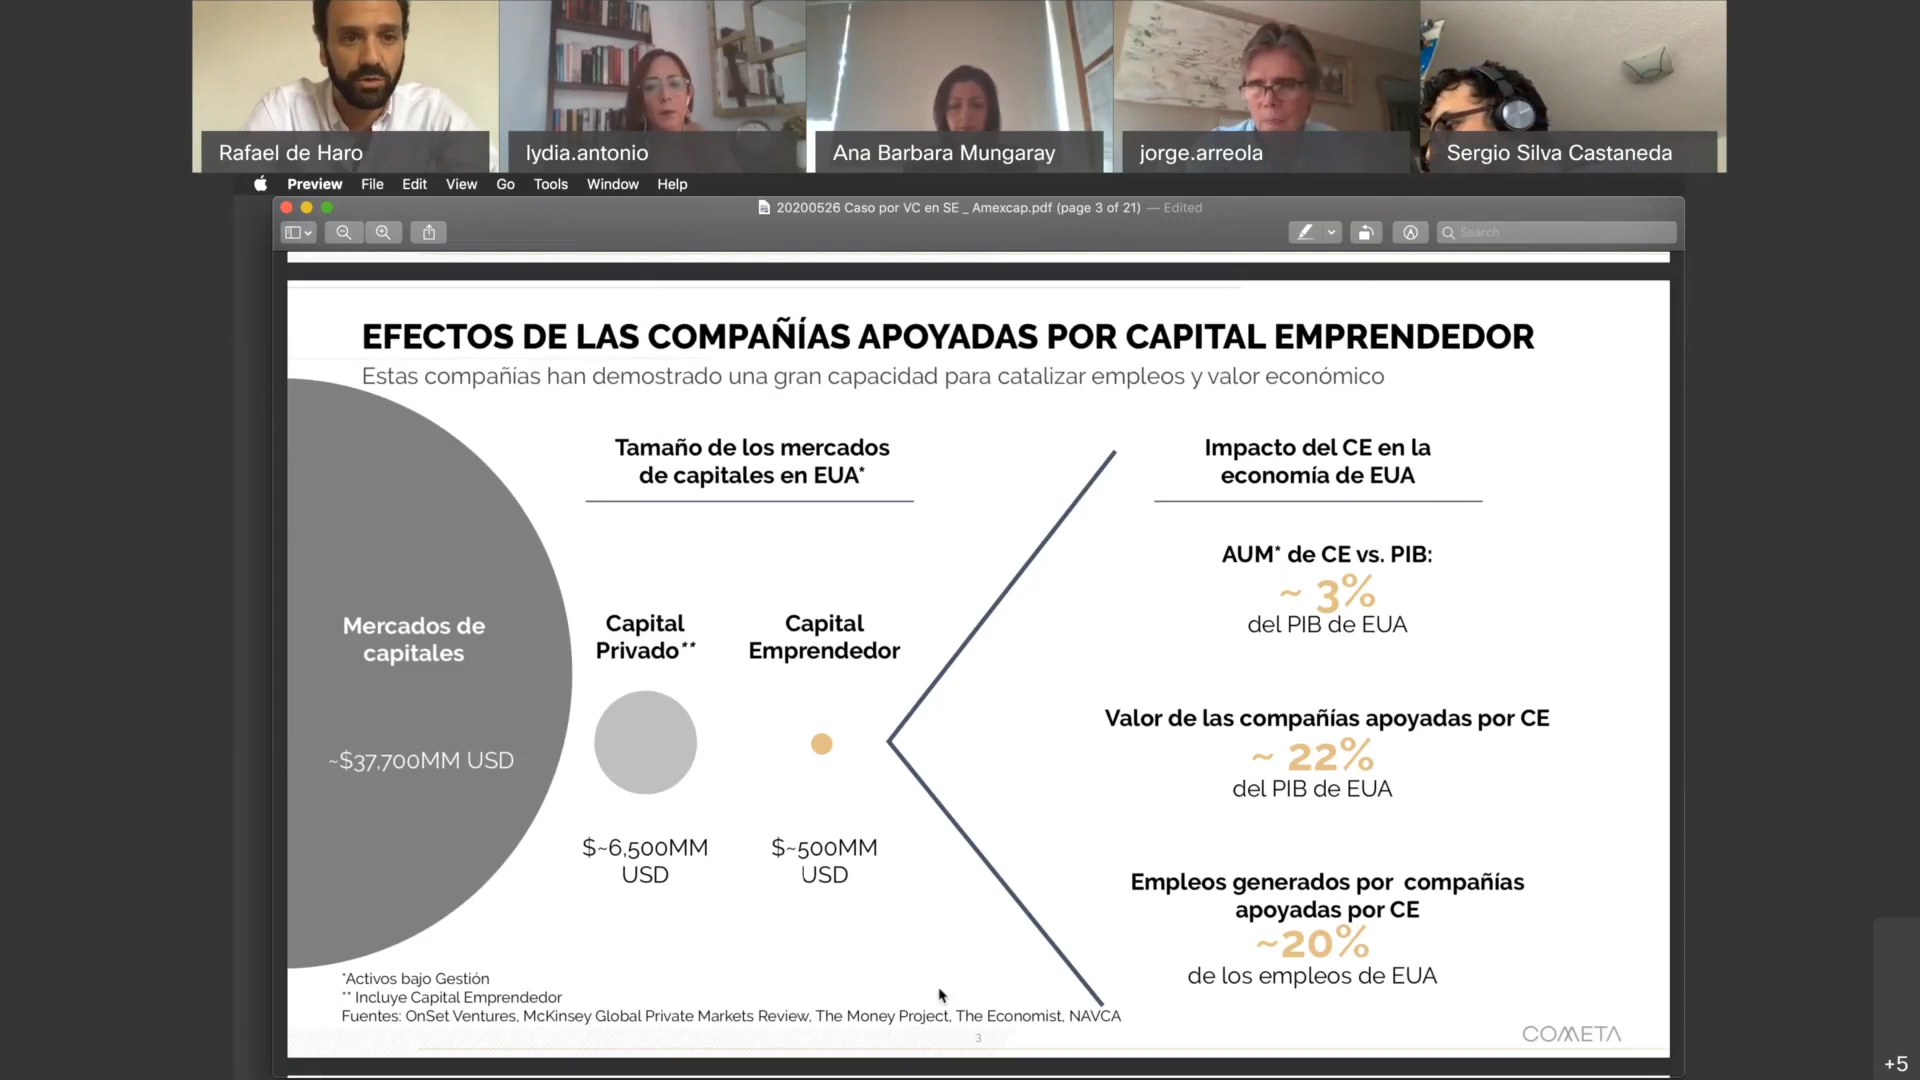 Rafael de Haro
lydia.antonio
Ana Barbara Mungaray
jorge.arreola
Sergio Silva Castaneda
Preview File Edit View Go Tools Window Help
20200526 Caso por VC en SE _ Amexcap.pdf (page 3 of 21) — Edited
Search
EFECTOS DE LAS COMPAÑÍAS APOYADAS POR CAPITAL EMPRENDEDOR
Estas compañías han demostrado una gran capacidad para catalizar empleos y valor económico
Mercados de
capitales
~$37,700MM USD
Tamaño de los mercados
de capitales en EUA*
Capital
Privado**
$~6,500MM
USD
Capital
Emprendedor
$~500MM
USD
Impacto del CE en la
economía de EUA
AUM* de CE vs. PIB:
~ 3%
del PIB de EUA
Valor de las compañías apoyadas por CE
~ 22%
del PIB de EUA
Empleos generados por compañías
apoyadas por CE
~20%
de los empleos de EUA
*Activos bajo Gestión
** Incluye Capital Emprendedor
Fuentes: OnSet Ventures, McKinsey Global Private Markets Review, The Money Project, The Economist, NAVCA
3
COMETA
+5